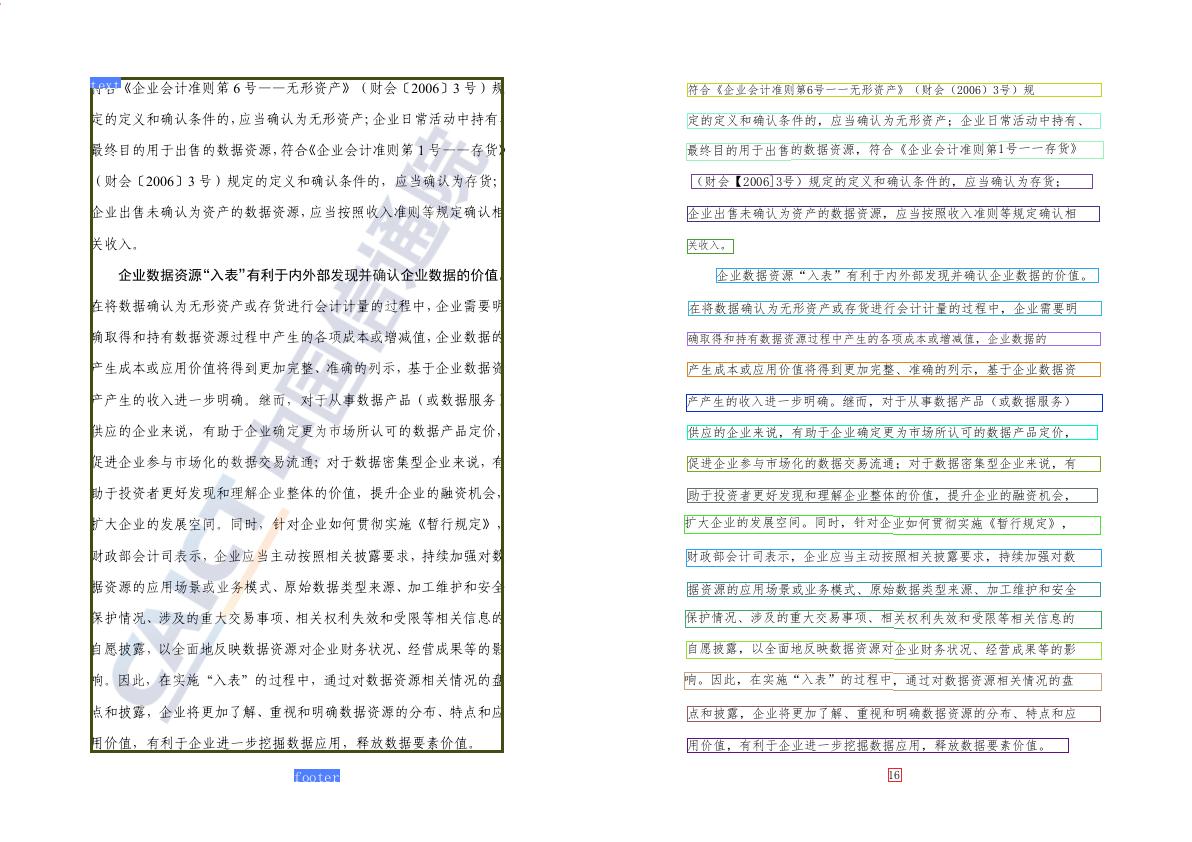 text
符合《企业会计准则第 6 号——无形资产》（财会〔2006〕3 号）规
定的定义和确认条件的，应当确认为无形资产；企业日常活动中持有、
最终目的用于出售的数据资源，符合《企业会计准则第 1 号——存货》
（财会〔2006〕3 号）规定的定义和确认条件的，应当确认为存货；
企业出售未确认为资产的数据资源，应当按照收入准则等规定确认相
关收入。
企业数据资源“入表”有利于内外部发现并确认企业数据的价值。
在将数据确认为无形资产或存货进行会计计量的过程中，企业需要明
确取得和持有数据资源过程中产生的各项成本或增减值，企业数据的
产生成本或应用价值将得到更加完整、准确的列示，基于企业数据资
产产生的收入进一步明确。继而，对于从事数据产品（或数据服务）
供应的企业来说，有助于企业确定更为市场所认可的数据产品定价，
促进企业参与市场化的数据交易流通；对于数据密集型企业来说，有
助于投资者更好发现和理解企业整体的价值，提升企业的融资机会，
扩大企业的发展空间。同时，针对企业如何贯彻实施《暂行规定》，
财政部会计司表示，企业应当主动按照相关披露要求，持续加强对数
据资源的应用场景或业务模式、原始数据类型来源、加工维护和安全
保护情况、涉及的重大交易事项、相关权利失效和受限等相关信息的
自愿披露，以全面地反映数据资源对企业财务状况、经营成果等的影
响。因此，在实施“入表”的过程中，通过对数据资源相关情况的盘
点和披露，企业将更加了解、重视和明确数据资源的分布、特点和应
用价值，有利于企业进一步挖掘数据应用，释放数据要素价值。
footer
CAICT 中国信通院
符合《企业会计准则第6号一一无形资产》（财会（2006）3号）规
定的定义和确认条件的，应当确认为无形资产；企业日常活动中持有、
最终目的用于出售的数据资源，符合《企业会计准则第1号一一存货》
（财会【2006]3号）规定的定义和确认条件的，应当确认为存货；
企业出售未确认为资产的数据资源，应当按照收入准则等规定确认相
关收入。
企业数据资源“入表”有利于内外部发现并确认企业数据的价值。
在将数据确认为无形资产或存货进行会计计量的过程中，企业需要明
确取得和持有数据资源过程中产生的各项成本或增减值，企业数据的
产生成本或应用价值将得到更加完整、准确的列示，基于企业数据资
产产生的收入进一步明确。继而，对于从事数据产品（或数据服务）
供应的企业来说，有助于企业确定更为市场所认可的数据产品定价，
促进企业参与市场化的数据交易流通；对于数据密集型企业来说，有
助于投资者更好发现和理解企业整体的价值，提升企业的融资机会，
扩大企业的发展空间。同时，针对企业如何贯彻实施《暂行规定》，
财政部会计司表示，企业应当主动按照相关披露要求，持续加强对数
据资源的应用场景或业务模式、原始数据类型来源、加工维护和安全
保护情况、涉及的重大交易事项、相关权利失效和受限等相关信息的
自愿披露，以全面地反映数据资源对企业财务状况、经营成果等的影
响。因此，在实施“入表”的过程中，通过对数据资源相关情况的盘
点和披露，企业将更加了解、重视和明确数据资源的分布、特点和应
用价值，有利于企业进一步挖掘数据应用，释放数据要素价值。
16